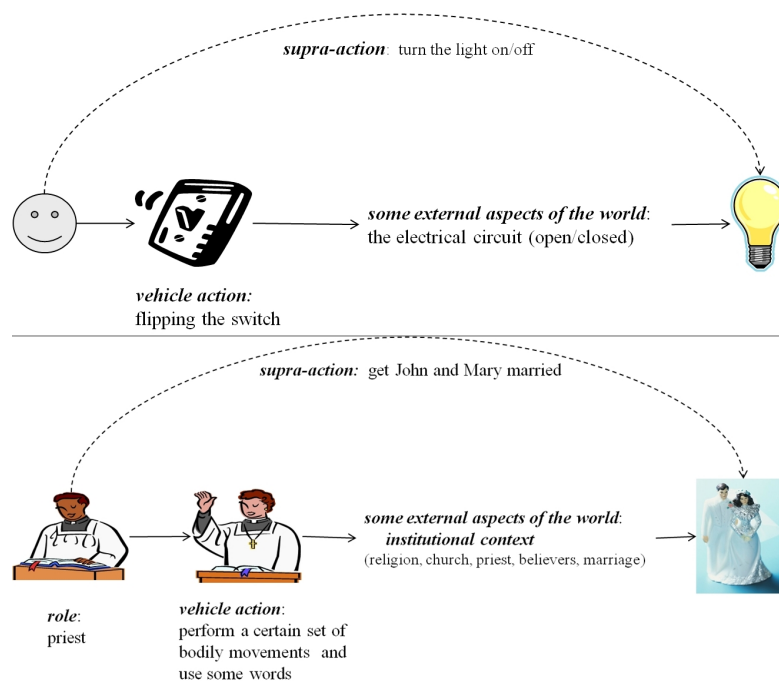 supra-action: turn the light on/off
some external aspects of the world:
the electrical circuit (open/closed)
vehicle action:
flipping the switch
supra-action: get John and Mary married
some external aspects of the world:
institutional context
(religion, church, priest, believers, marriage)
role:
priest
vehicle action:
perform a certain set of
bodily movements and
use some words